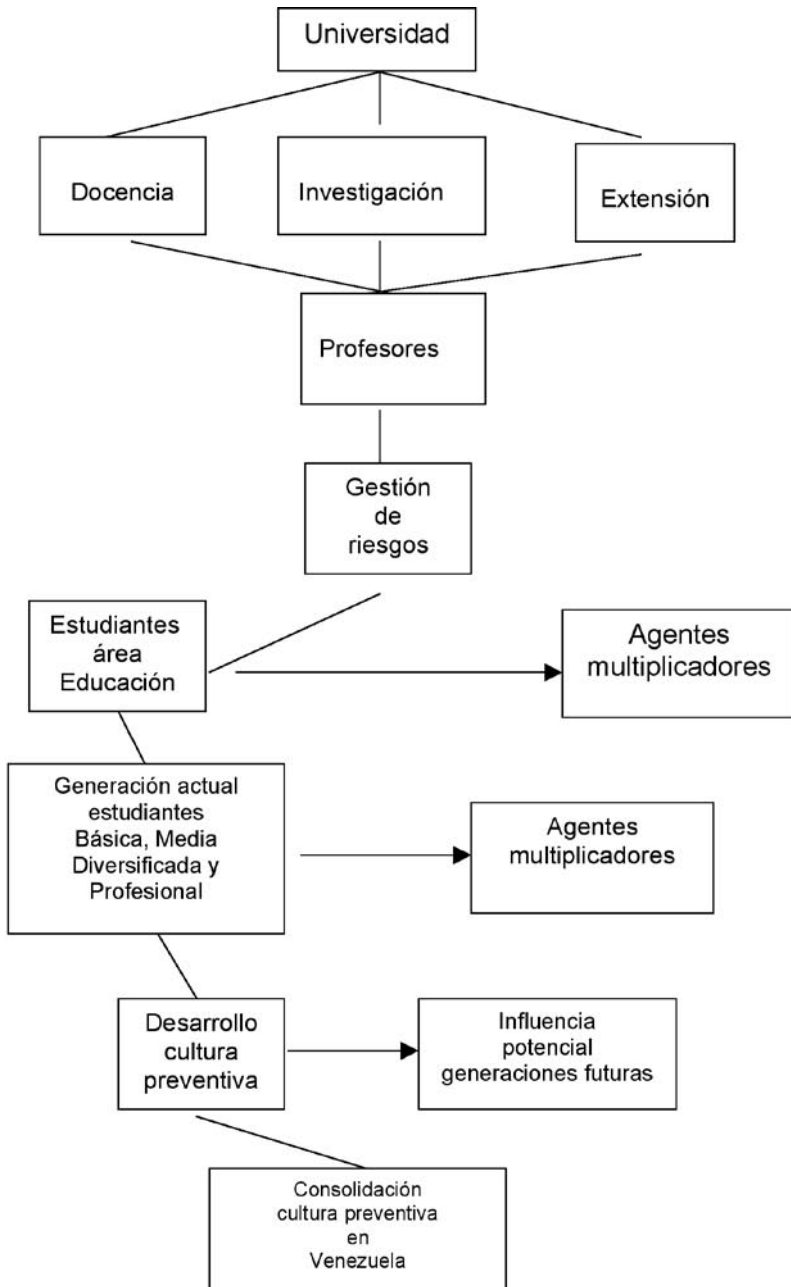 Universidad
Docencia
Investigación
Extensión
Profesores
Gestión
de
riesgos
Estudiantes
área
Educación
Agentes
multiplicadores
Generación actual
estudiantes
Básica, Media
Diversificada y
Profesional
Agentes
multiplicadores
Desarrollo
cultura
preventiva
Influencia
potencial
generaciones futuras
Consolidación
cultura preventiva
en
Venezuela